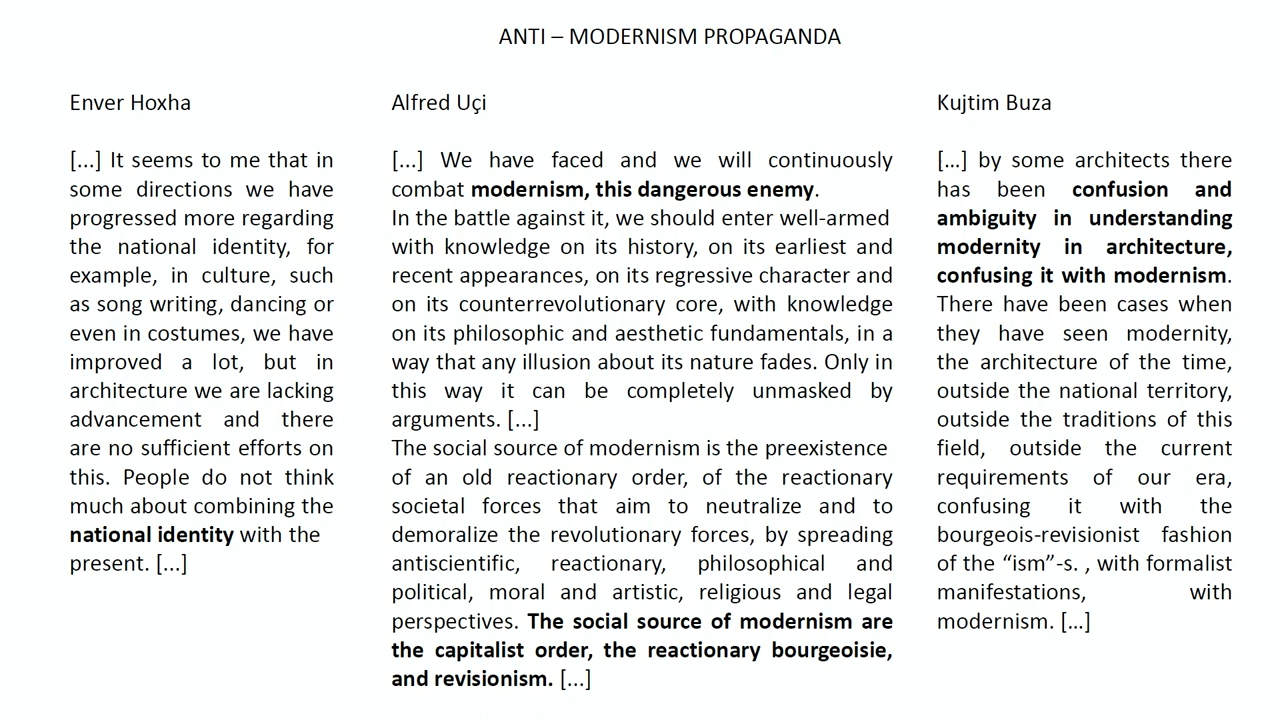 ANTI – MODERNISM PROPAGANDA
Enver Hoxha
[...] It seems to me that in
some directions we have
progressed more regarding
the national identity, for
example, in culture, such
as song writing, dancing or
even in costumes, we have
improved a lot, but in
architecture we are lacking
advancement and there
are no sufficient efforts on
this. People do not think
much about combining the
national identity with the
present. [...]
Alfred Uçi
[...] We have faced and we will continuously
combat modernism, this dangerous enemy.
In the battle against it, we should enter well-armed
with knowledge on its history, on its earliest and
recent appearances, on its regressive character and
on its counterrevolutionary core, with knowledge
on its philosophic and aesthetic fundamentals, in a
way that any illusion about its nature fades. Only in
this way it can be completely unmasked by
arguments. [...]
The social source of modernism is the preexistence
of an old reactionary order, of the reactionary
societal forces that aim to neutralize and to
demoralize the revolutionary forces, by spreading
antiscientific, reactionary, philosophical and
political, moral and artistic, religious and legal
perspectives. The social source of modernism are
the capitalist order, the reactionary bourgeoisie,
and revisionism. [...]
Kujtim Buza
[...] by some architects there
has been confusion and
ambiguity in understanding
modernity in architecture,
confusing it with modernism.
There have been cases when
they have seen modernity,
the architecture of the time,
outside the national territory,
outside the traditions of this
field, outside the current
requirements of our era,
confusing it with the
bourgeois-revisionist fashion
of the “ism”-s. , with formalist
manifestations, with
modernism. [...]